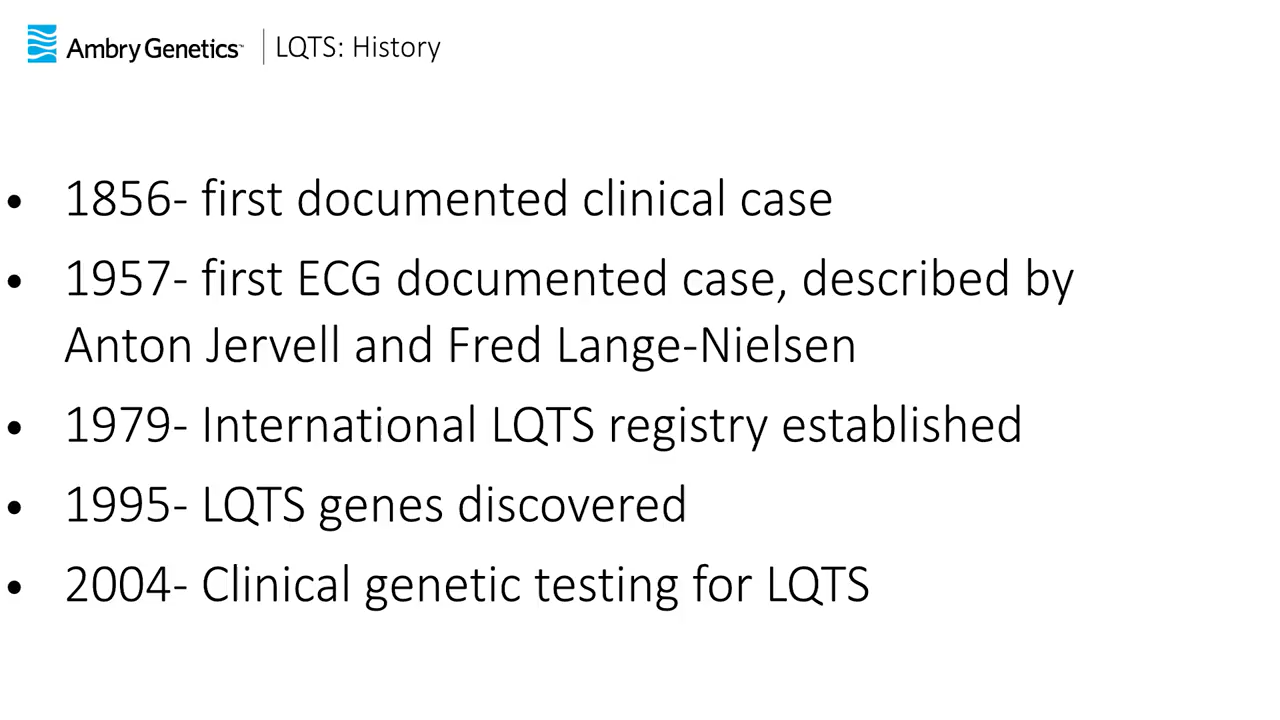 Ambry Genetics™ | LQTS: History
• 1856- first documented clinical case
• 1957- first ECG documented case, described by
Anton Jervell and Fred Lange-Nielsen
• 1979- International LQTS registry established
• 1995- LQTS genes discovered
• 2004- Clinical genetic testing for LQTS